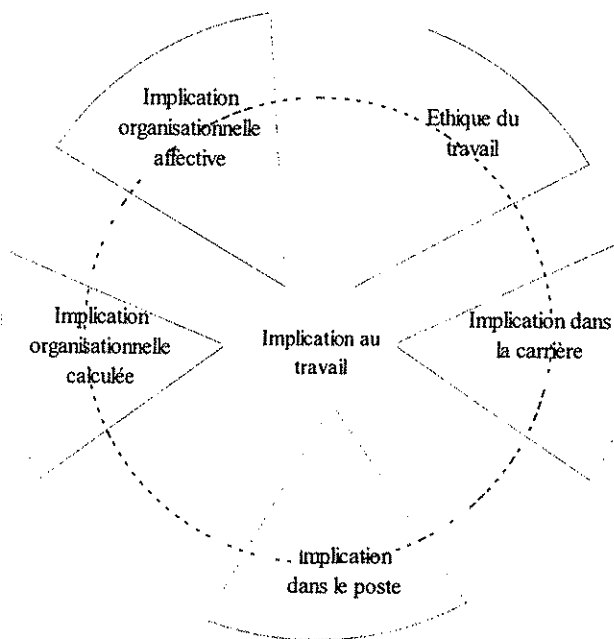 Implication
organisationnelle
affective
Ethique du
travail
Implication
organisationnelle
calculée
Implication au
travail
Implication dans
la carrière
Implication
dans le poste